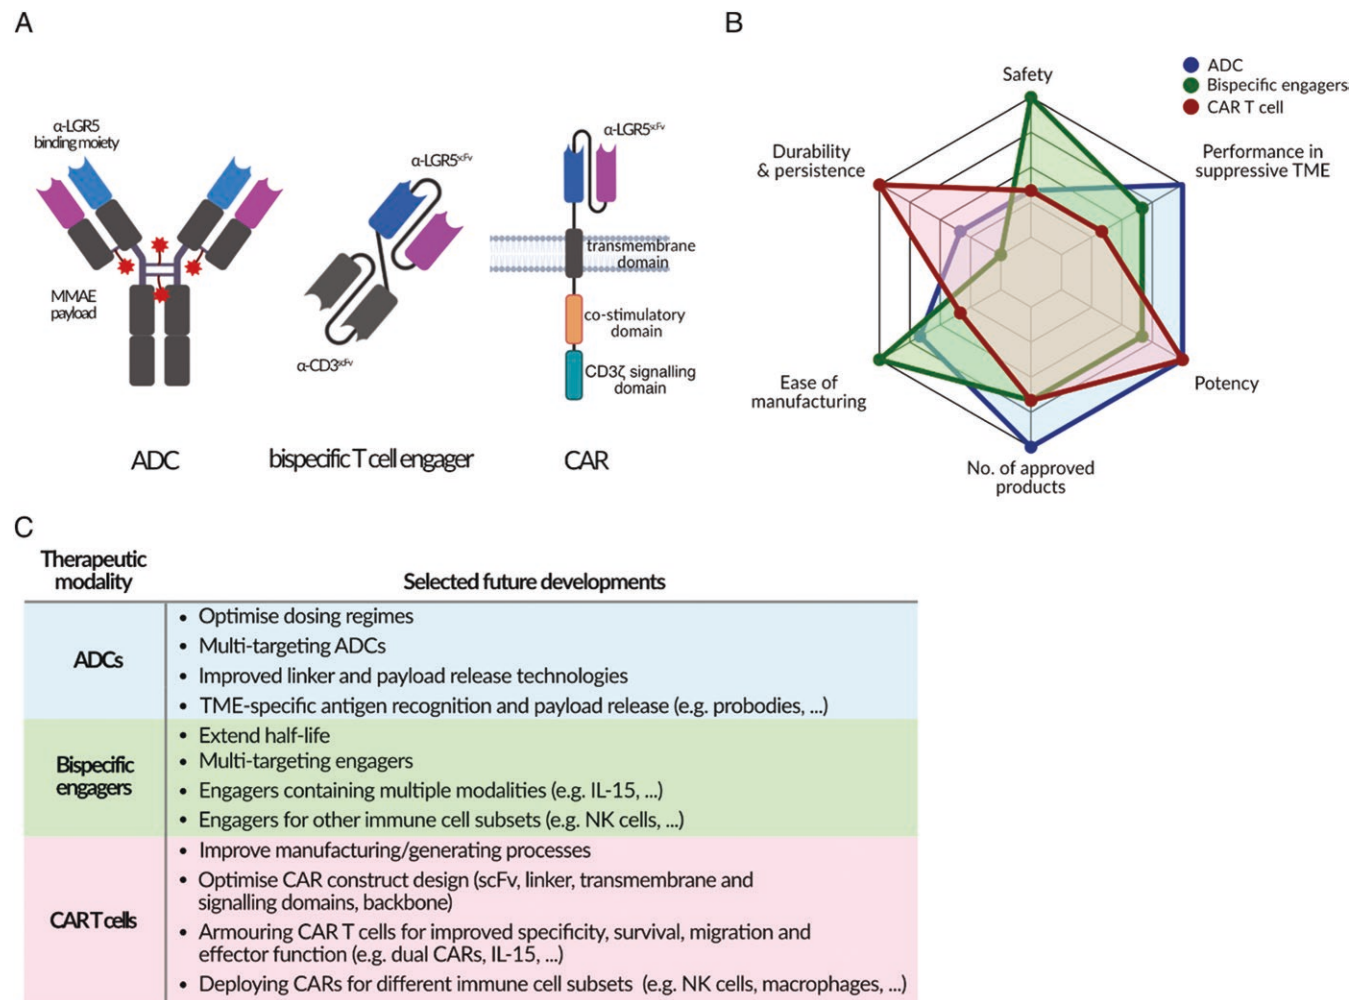 A
α-LGR5
binding moiety
MMAE
payload
ADC
α-LGR5scFv
α-CD3scFv
bispecific T cell engager
α-LGR5scFv
transmembrane
domain
co-stimulatory
domain
CD3ζ signalling
domain
CAR
B
ADC
Bispecific engagers
CAR T cell
Safety
Performance in
suppressive TME
Potency
No. of approved
products
Ease of
manufacturing
Durability
& persistence
C
Therapeutic
modality
Selected future developments
ADCs
• Optimise dosing regimes
• Multi-targeting ADCs
• Improved linker and payload release technologies
• TME-specific antigen recognition and payload release (e.g. probodies, ...)
Bispecific
engagers
• Extend half-life
• Multi-targeting engagers
• Engagers containing multiple modalities (e.g. IL-15, ...)
• Engagers for other immune cell subsets (e.g. NK cells, ...)
CAR T cells
• Improve manufacturing/generating processes
• Optimise CAR construct design (scFv, linker, transmembrane and
signalling domains, backbone)
• Armouring CAR T cells for improved specificity, survival, migration and
effector function (e.g. dual CARs, IL-15, ...)
• Deploying CARs for different immune cell subsets (e.g. NK cells, macrophages, ...)